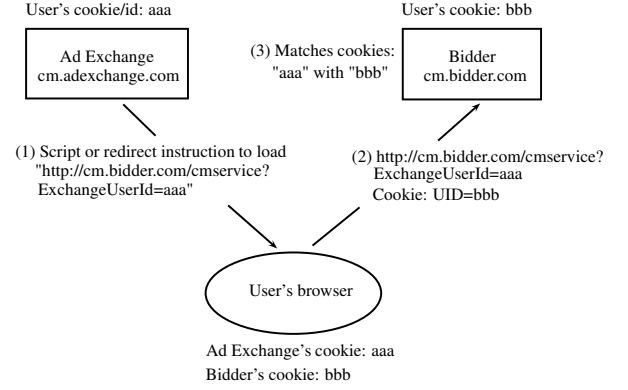 User's cookie/id: aaa
User's cookie: bbb
Ad Exchange
cm.adexchange.com
(3) Matches cookies:
"aaa" with "bbb"
Bidder
cm.bidder.com
(1) Script or redirect instruction to load
"http://cm.bidder.com/cmservice?
ExchangeUserId=aaa"
(2) http://cm.bidder.com/cmservice?
ExchangeUserId=aaa
Cookie: UID=bbb
User's browser
Ad Exchange's cookie: aaa
Bidder's cookie: bbb